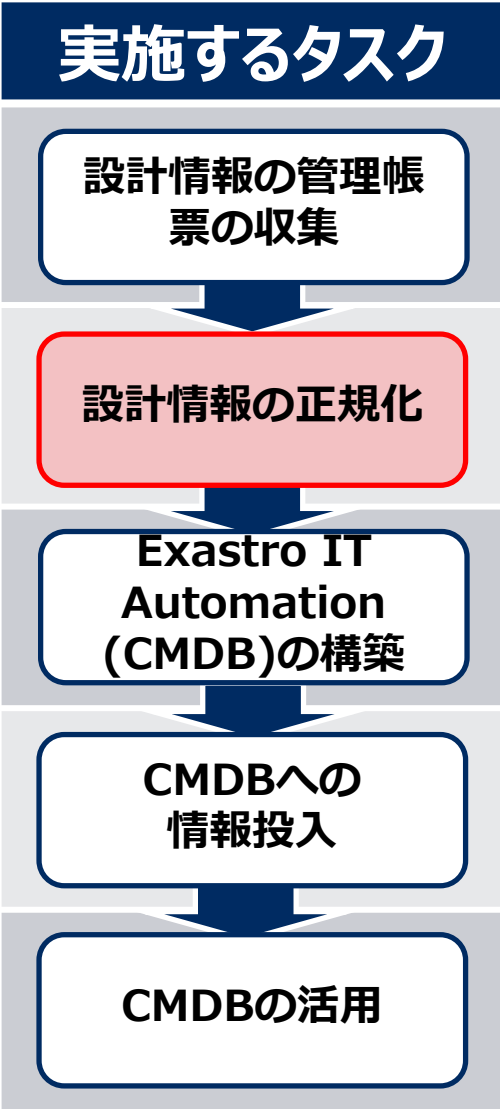 実施するタスク
設計情報の管理帳
票の収集
設計情報の正規化
Exastro IT
Automation
(CMDB)の構築
CMDBへの
情報投入
CMDBの活用